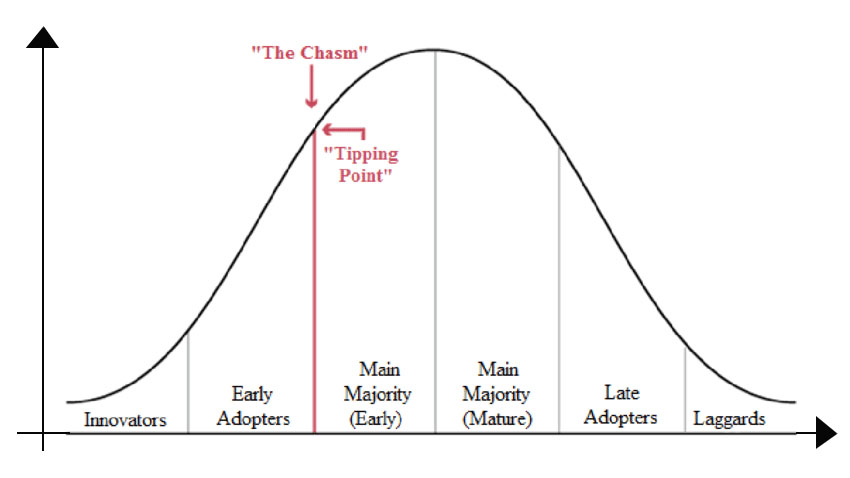 "The Chasm"
"Tipping
Point"
Innovators
Early
Adopters
Main
Majority
(Early)
Main
Majority
(Mature)
Late
Adopters
Laggards